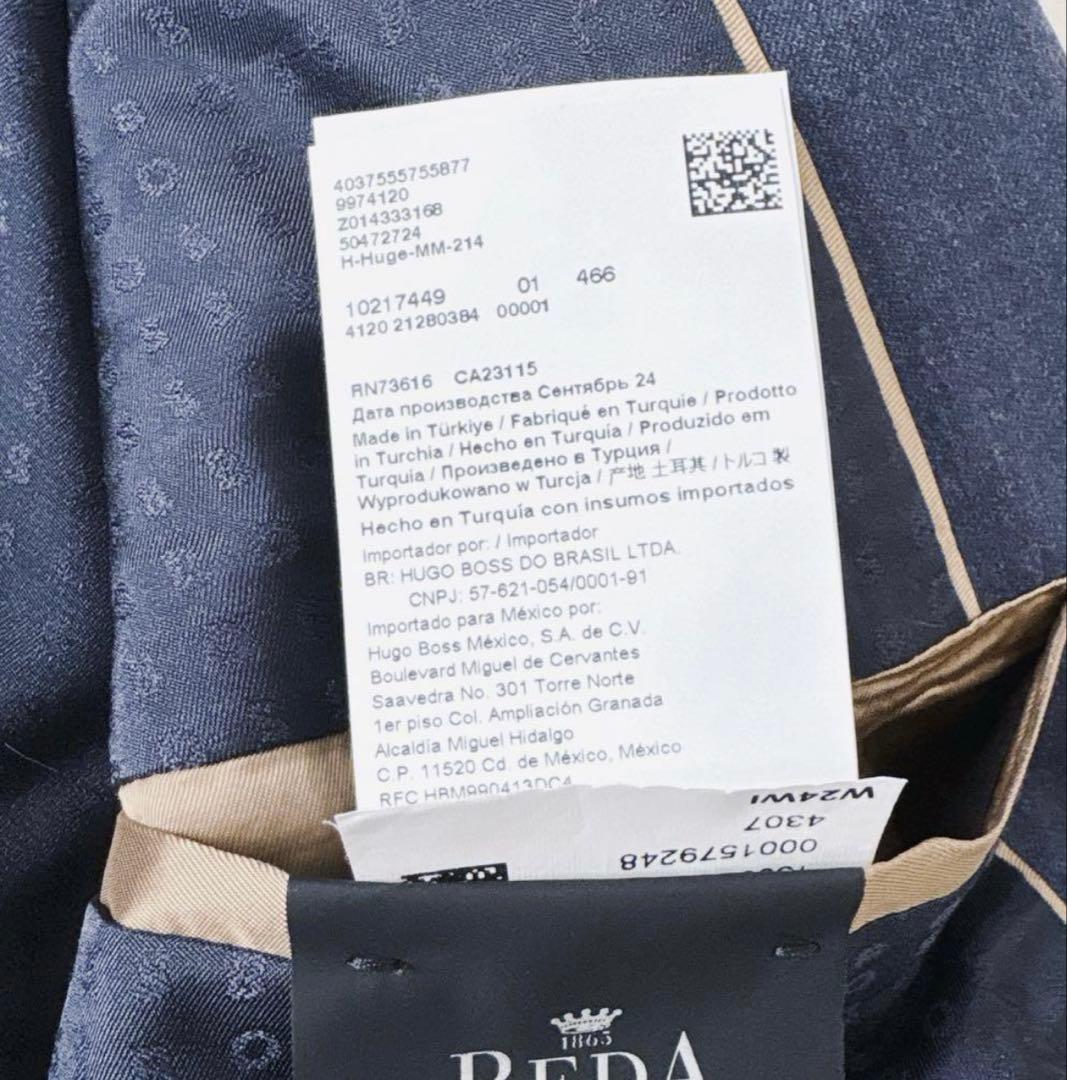 4037555755877
9974120
Z014333168
50472724
H-Huge-MM-214
10217449 01 466
4120 21280384 00001
RN73616 CA23115
Дата производства Сентябрь 24
Made in Türkiye / Fabriqué en Turquie / Prodotto
in Turchia / Hecho en Turquía / Produzido em
Turquia / Произведено в Турция /
Wyprodukowano w Turcja / 产地 土耳其 / トルコ製
Hecho en Turquía con insumos importados
Importador por: / Importador
BR: HUGO BOSS DO BRASIL LTDA.
CNPJ: 57-621-054/0001-91
Importado para México por:
Hugo Boss México, S.A. de C.V.
Boulevard Miguel de Cervantes
Saavedra No. 301 Torre Norte
1er piso Col. Ampliación Granada
Alcaldía Miguel Hidalgo
C.P. 11520 Cd. de México, México
RFC HBM990413DC4
W24WI
4307
0001579248
1865
REDA